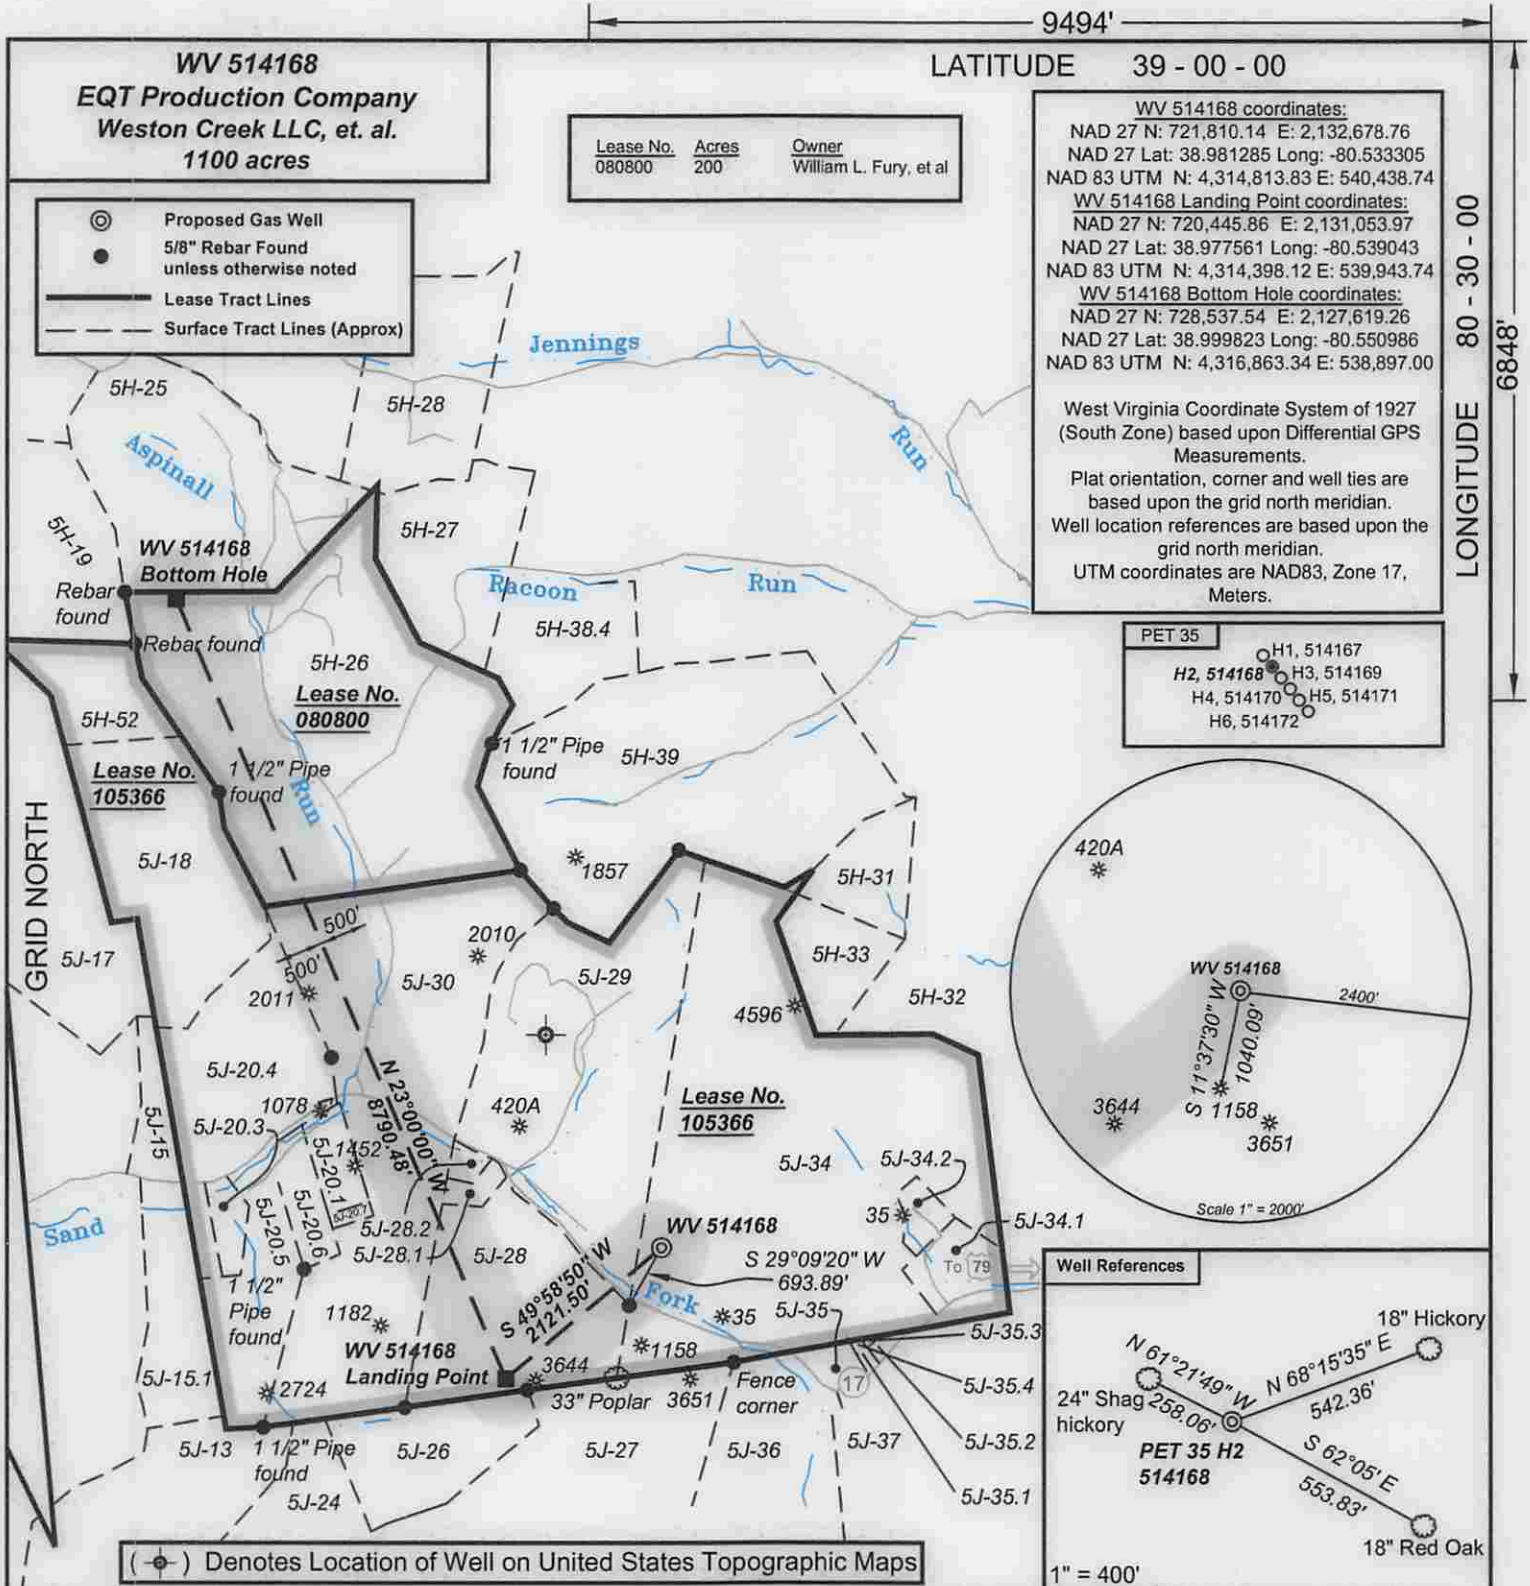 9494'
WV 514168
EQT Production Company
Weston Creek LLC, et. al.
1100 acres
LATITUDE 39 - 00 - 00
Lease No. Acres Owner
080800 200 William L. Fury, et al
WV 514168 coordinates:
NAD 27 N: 721,810.14 E: 2,132,678.76
NAD 27 Lat: 38.981285 Long: -80.533305
NAD 83 UTM N: 4,314,813.83 E: 540,438.74
WV 514168 Landing Point coordinates:
NAD 27 N: 720,445.86 E: 2,131,053.97
NAD 27 Lat: 38.977561 Long: -80.539043
NAD 83 UTM N: 4,314,398.12 E: 539,943.74
WV 514168 Bottom Hole coordinates:
NAD 27 N: 728,537.54 E: 2,127,619.26
NAD 27 Lat: 38.999823 Long: -80.550986
NAD 83 UTM N: 4,316,863.34 E: 538,897.00
West Virginia Coordinate System of 1927
(South Zone) based upon Differential GPS
Measurements.
Plat orientation, corner and well ties are
based upon the grid north meridian.
Well location references are based upon the
grid north meridian.
UTM coordinates are NAD83, Zone 17,
Meters.
LONGITUDE 80 - 30 - 00
6848'
Proposed Gas Well
5/8" Rebar Found
unless otherwise noted
Lease Tract Lines
Surface Tract Lines (Approx)
Jennings
Run
5H-25
5H-28
Aspinall
5H-27
5H-19
WV 514168
Bottom Hole
Rebar
found
Rebar found
Racoon Run
5H-38.4
5H-26
Lease No.
080800
5H-52
Lease No.
105366
1 1/2" Pipe
found
Run
1 1/2" Pipe
found
5H-39
PET 35
H1, 514167
H2, 514168
H3, 514169
H4, 514170
H5, 514171
H6, 514172
GRID NORTH
5J-18
1857
5H-31
5J-17
500'
500'
2010
2011
5J-30
5J-29
5H-33
4596
5H-32
420A
WV 514168
2400'
S 11°37'30" W
1040.09'
3644
1158
3651
Scale 1" = 2000'
5J-20.4
5J-15
1078
5J-20.3
N 23°00'00" W
8790.48'
420A
Lease No.
105366
5J-20.1
1452
5J-20.7
5J-20.5
5J-20.6
5J-34
5J-34.2
35
5J-34.1
Sand
5J-28.2
5J-28.1
5J-28
WV 514168
S 29°09'20" W
693.89'
To 79
S 49°58'50" W
2121.50'
Fork
1 1/2"
Pipe
found
1182
35
5J-35
5J-35.3
WV 514168
Landing Point
1158
3644
5J-15.1
2724
33" Poplar
3651
Fence
corner
17
5J-35.4
5J-13
1 1/2" Pipe
found
5J-26
5J-27
5J-36
5J-37
5J-35.2
5J-24
5J-35.1
Well References
18" Hickory
N 61°21'49" W
258.06'
N 68°15'35" E
542.36'
24" Shag
hickory
PET 35 H2
514168
S 62°05' E
553.83'
18" Red Oak
1" = 400'
( ) Denotes Location of Well on United States Topographic Maps